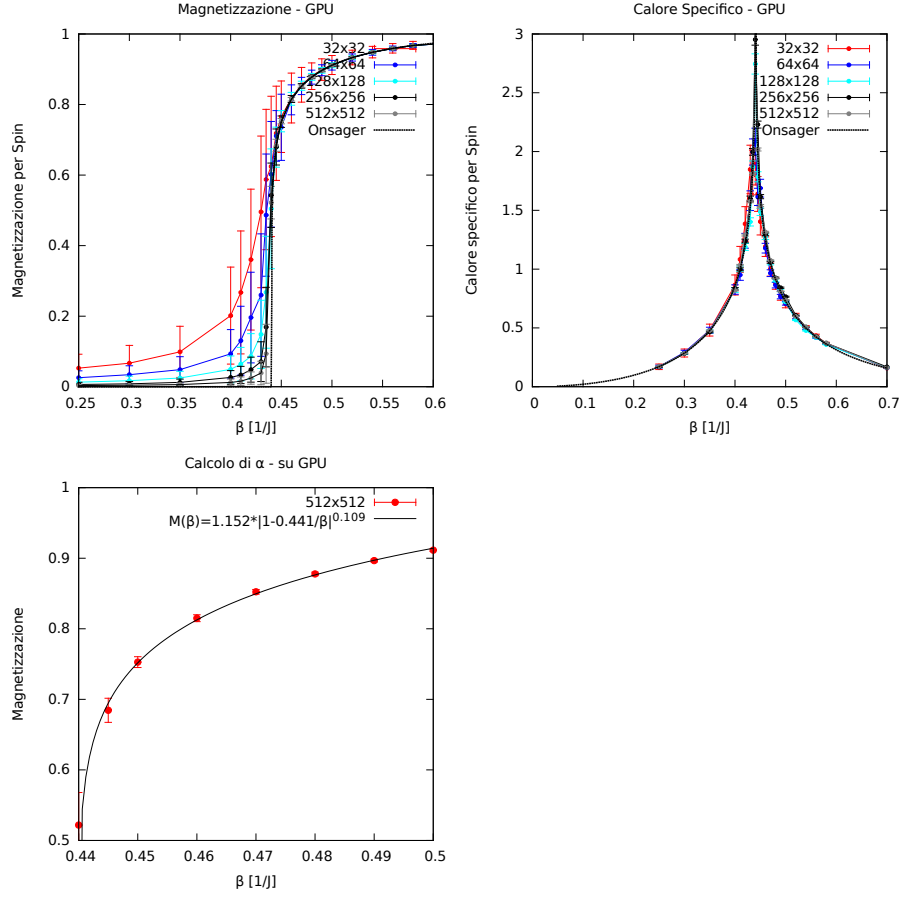 Magnetizzazione - GPU
1
0.8
0.6
0.4
0.2
0
Magnetizzazione per Spin
0.25
0.3
0.35
0.4
0.45
0.5
0.55
0.6
β [1/J]
32x32
64x64
128x128
256x256
512x512
Onsager
Calore Specifico - GPU
3
2.5
2
1.5
1
0.5
0
Calore specifico per Spin
0
0.1
0.2
0.3
0.4
0.5
0.6
0.7
β [1/J]
32x32
64x64
128x128
256x256
512x512
Onsager
Calcolo di α - su GPU
1
0.9
0.8
0.7
0.6
0.5
Magnetizzazione
0.44
0.45
0.46
0.47
0.48
0.49
0.5
β [1/J]
512x512
M(β)=1.152*|1-0.441/β|^0.109